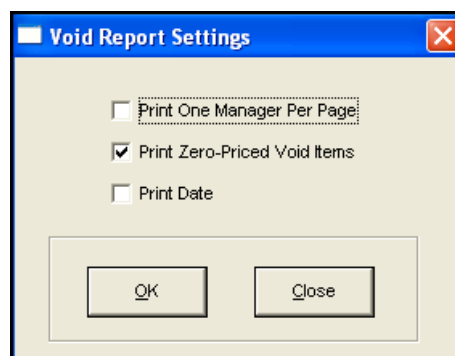 Void Report Settings
Print One Manager Per Page
Print Zero-Priced Void Items
Print Date
OK
Close